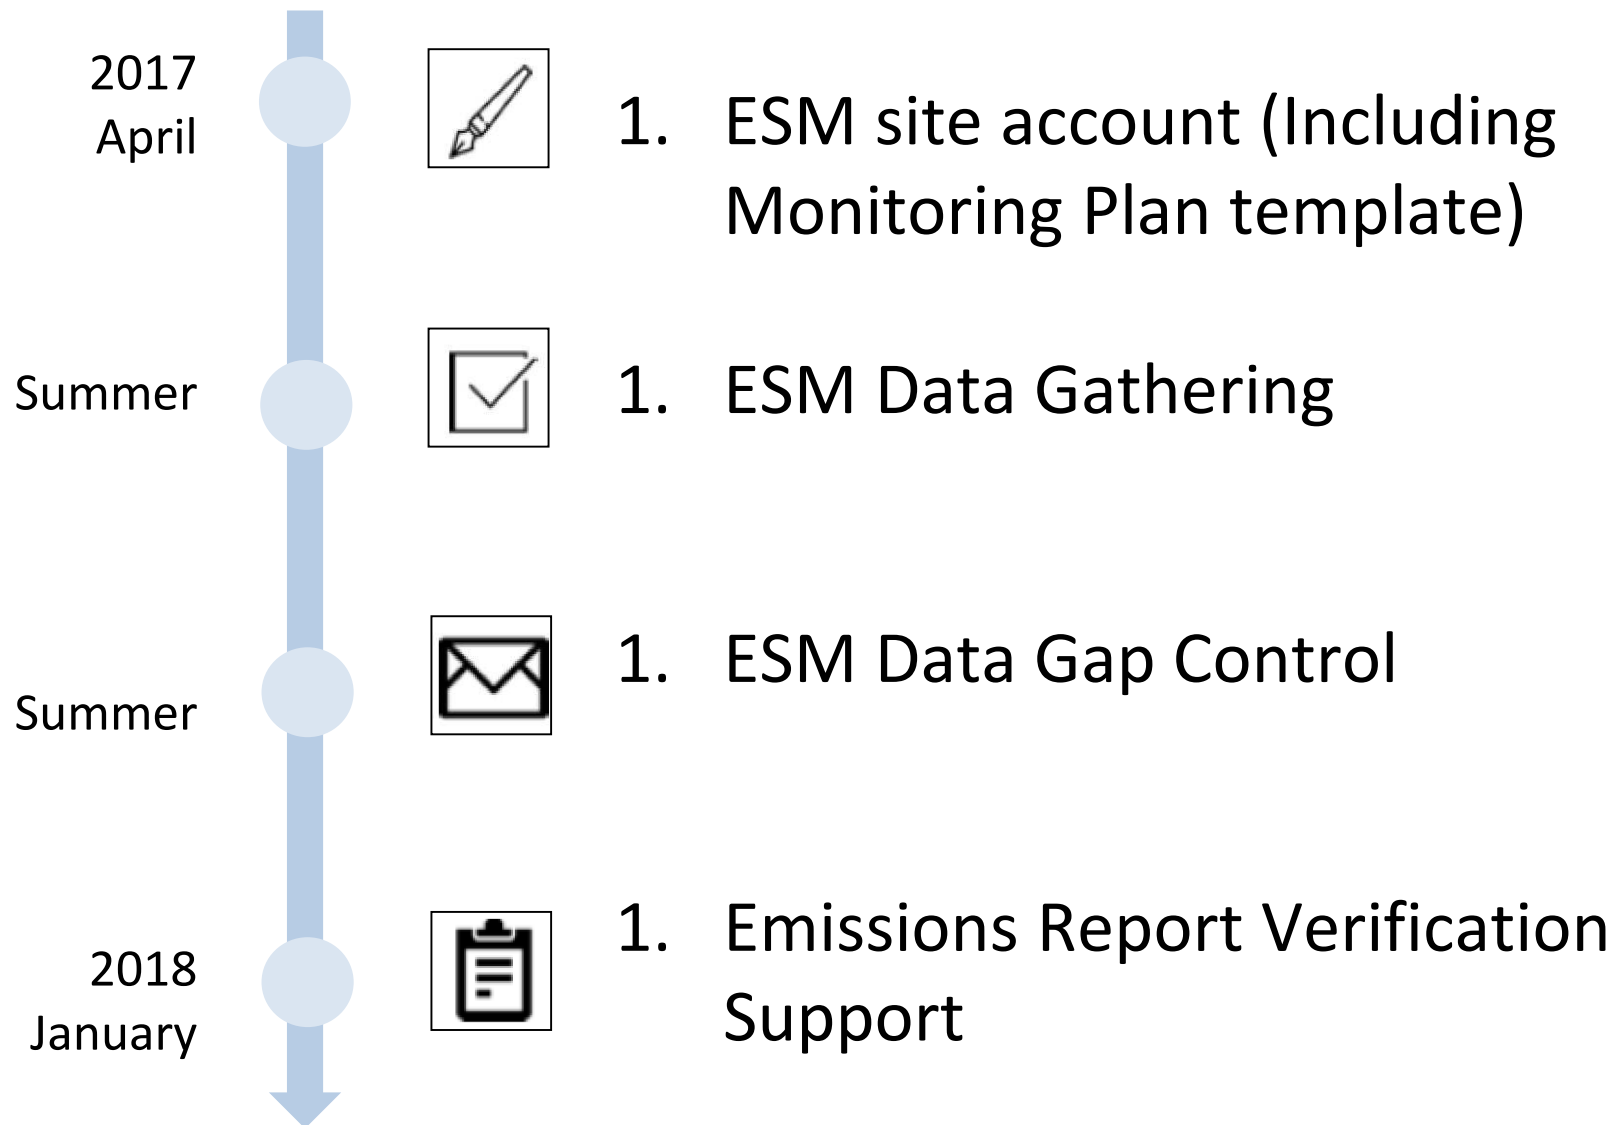 2017
April
1. ESM site account (Including
Monitoring Plan template)
Summer
1. ESM Data Gathering
Summer
1. ESM Data Gap Control
2018
January
1. Emissions Report Verification
Support